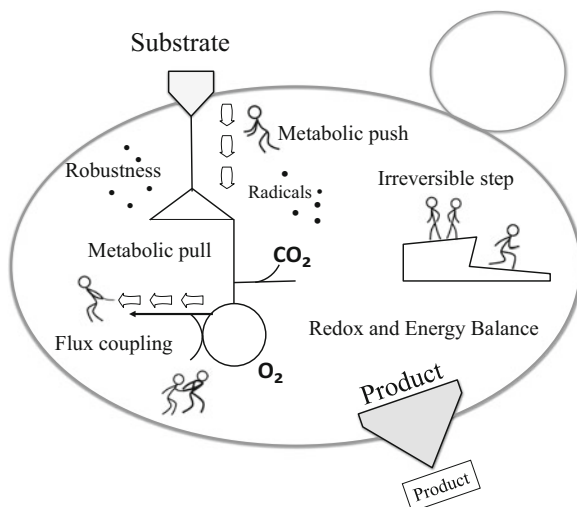 Substrate
Metabolic push
Robustness
Radicals
Irreversible step
Metabolic pull
CO₂
Redox and Energy Balance
Flux coupling
O₂
Product
Product